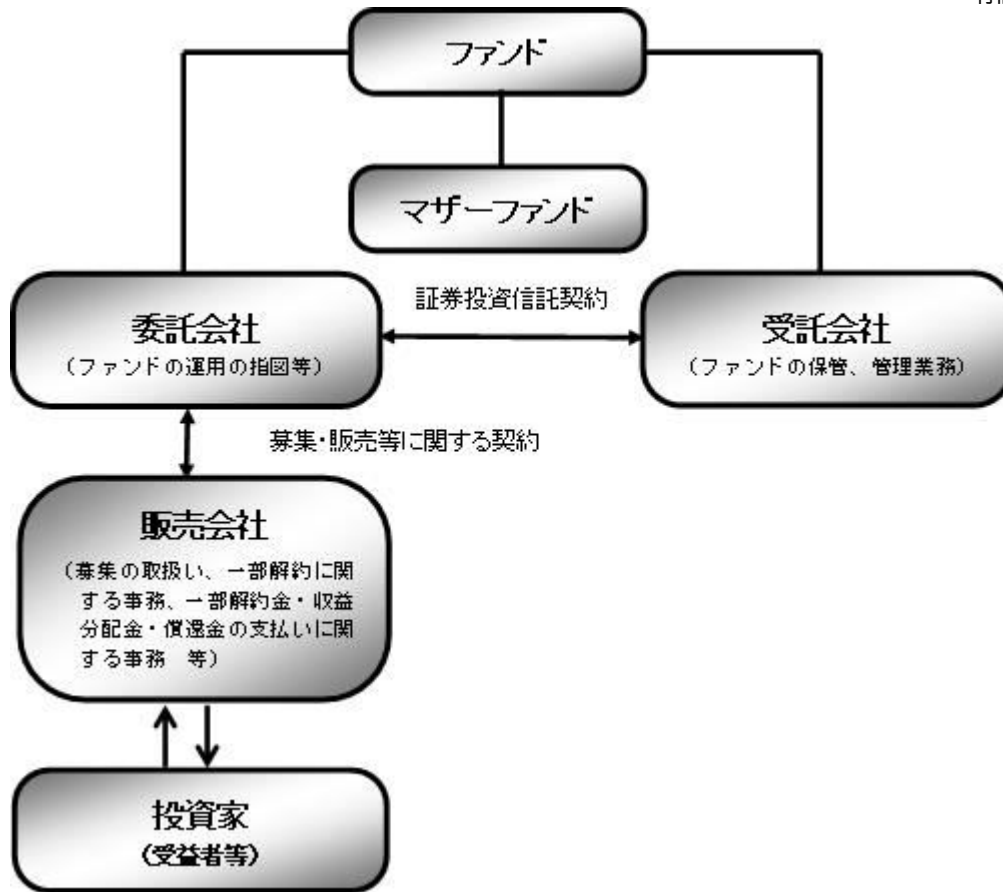 ファンド
マザーファンド
証券投資信託契約
委託会社
(ファンドの運用の指図等)
受託会社
(ファンドの保管、管理業務)
募集・販売等に関する契約
販売会社
(募集の取扱い、一部解約に関
する事務、一部解約金・収益
分配金・償還金の支払いに関
する事務 等)
投資家
(受益者等)